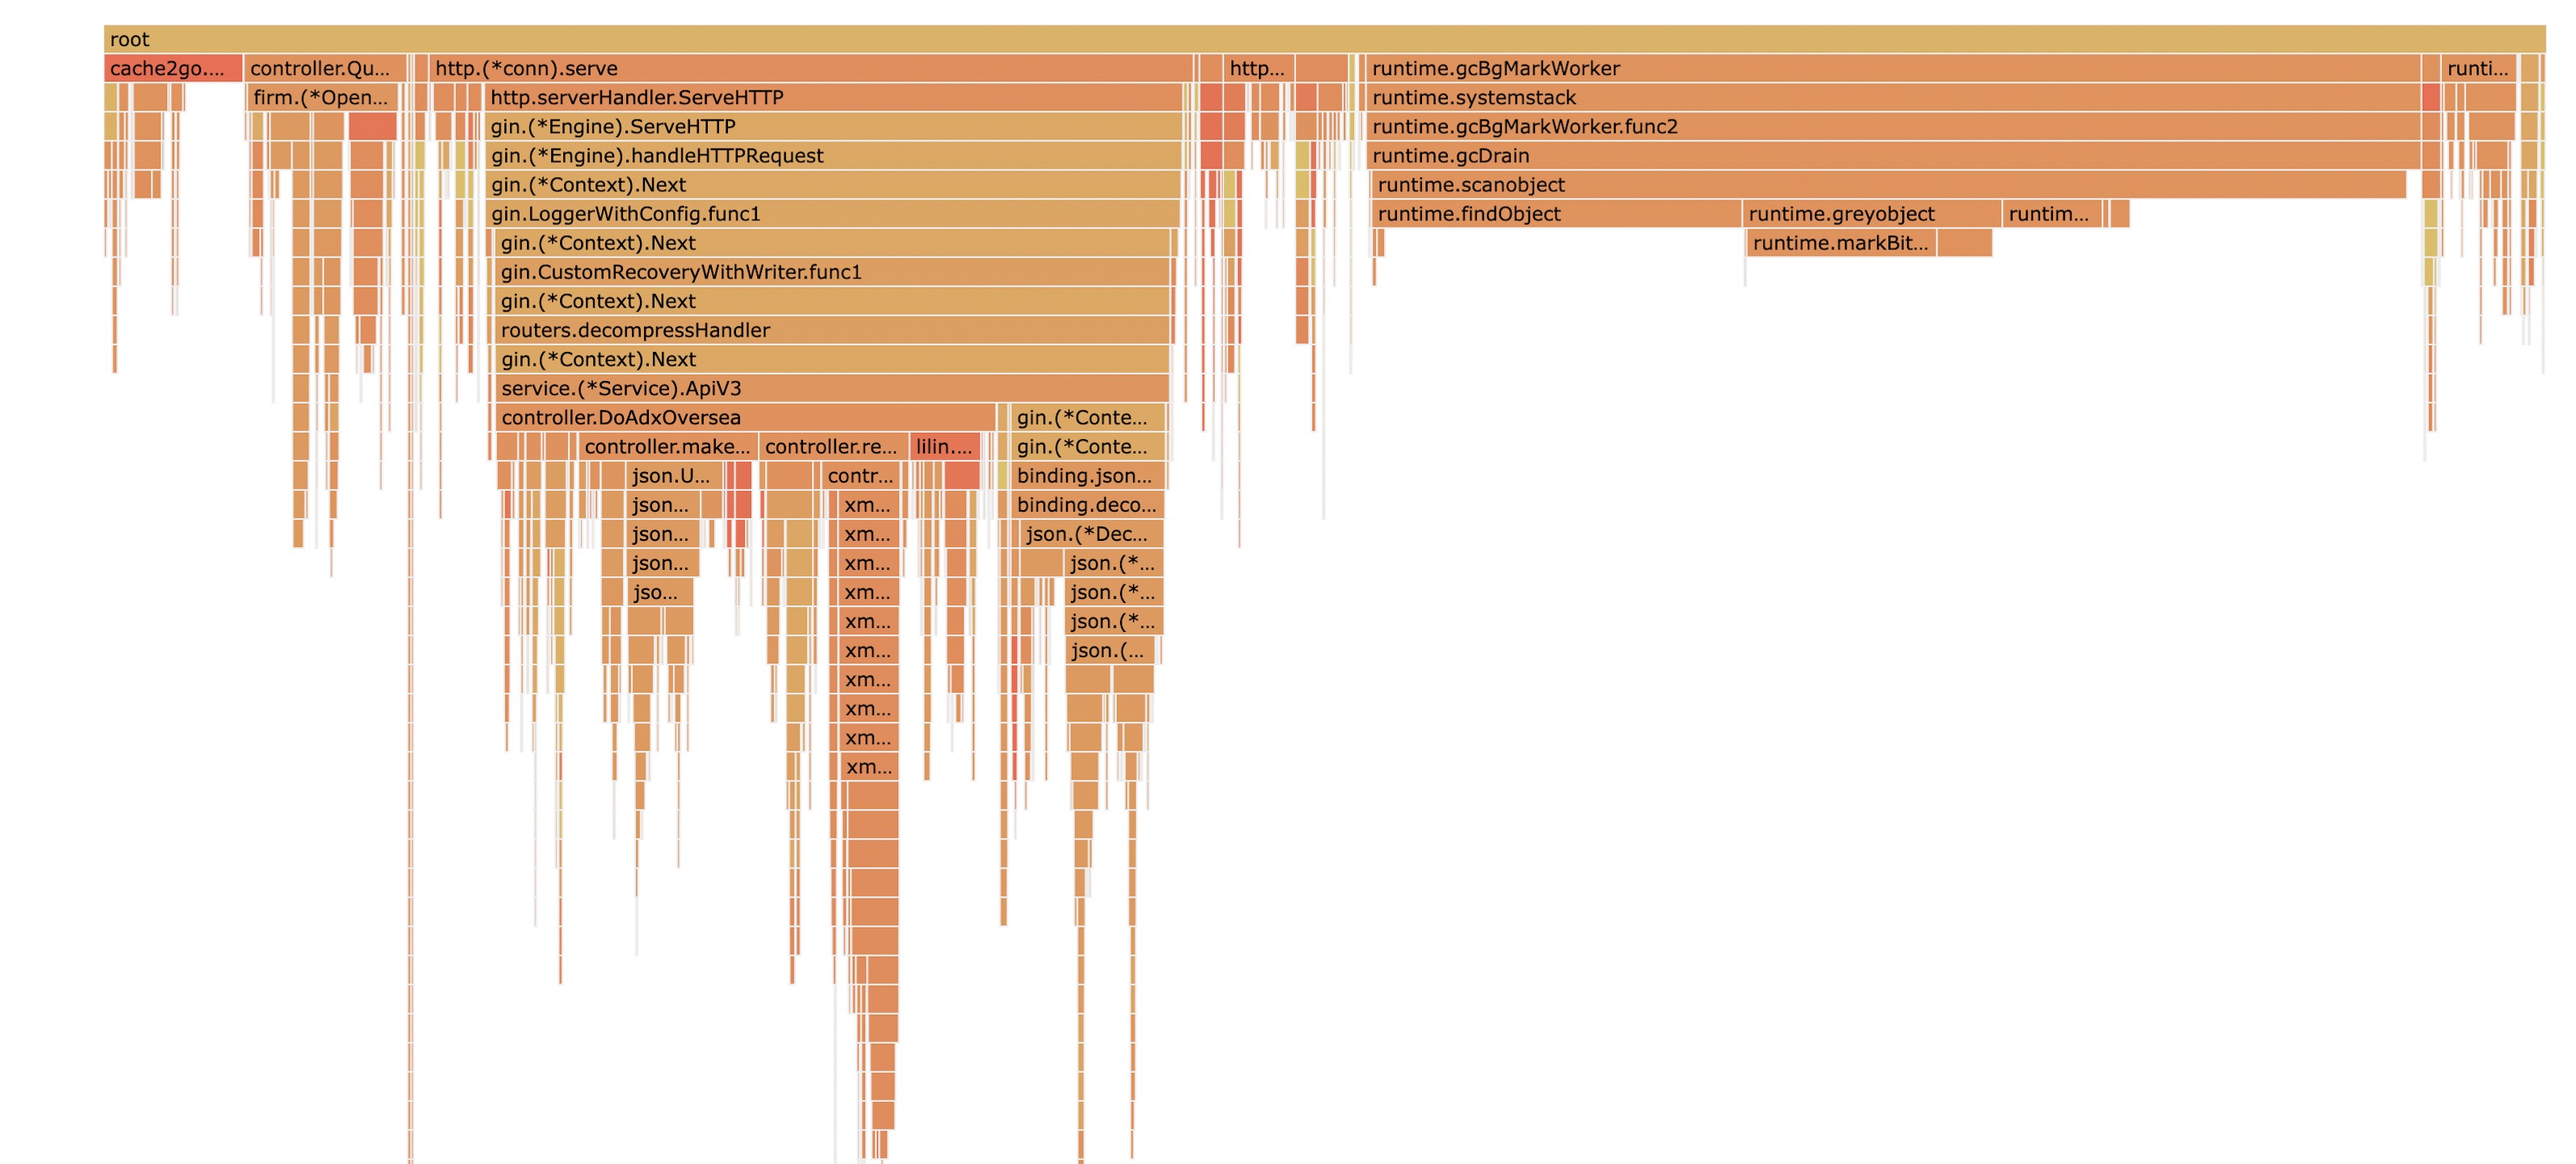 root
cache2go.... controller.Qu... http.(*conn).serve http... runtime.gcBgMarkWorker runti...
firm.(*Open... http.serverHandler.ServeHTTP runtime.systemstack
gin.(*Engine).ServeHTTP runtime.gcBgMarkWorker.func2
gin.(*Engine).handleHTTPRequest runtime.gcDrain
gin.(*Context).Next runtime.scanobject
gin.LoggerWithConfig.func1 runtime.findObject runtime.greyobject runtim...
gin.(*Context).Next runtime.markBit...
gin.CustomRecoveryWithWriter.func1
gin.(*Context).Next
routers.decompressHandler
gin.(*Context).Next
service.(*Service).ApiV3
controller.DoAdxOversea gin.(*Conte...
controller.make... controller.re... lilin.... gin.(*Conte...
json.U... contr... binding.json...
json... xm... binding.deco...
json... xm... json.(*Dec...
json... xm... json.(*...
jso... xm... json.(*...
xm... json.(*...
xm... json.(...
xm...
xm...
xm...
xm...